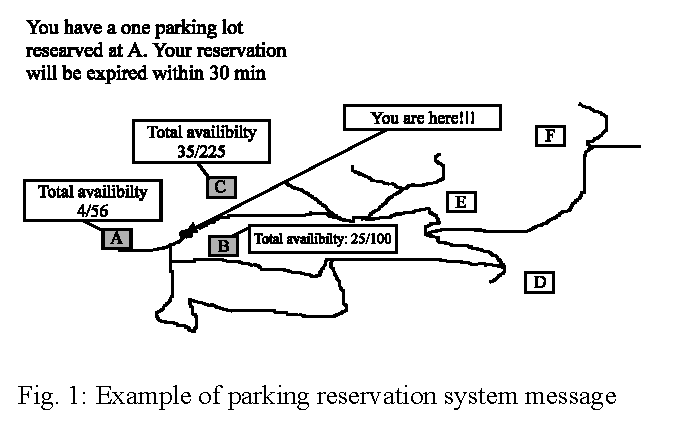 You have a one parking lot
researved at A. Your reservation
will be expired within 30 min
You are here!!!
F
Total availibilty
35/225
C
Total availibilty
4/56
E
A
B
Total availibilty: 25/100
D
Fig. 1: Example of parking reservation system message